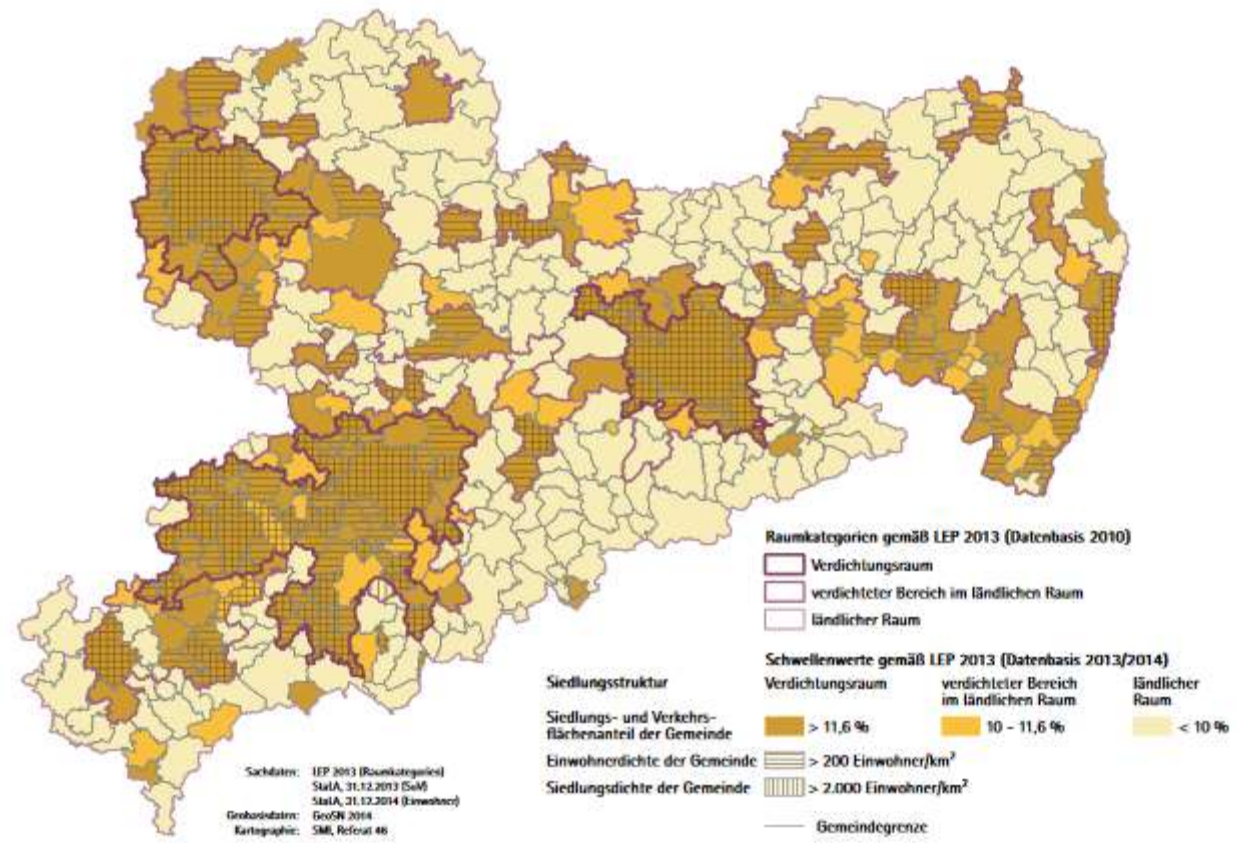 Raumkategorien gemäß LEP 2013 (Datenbasis 2010)
Verdichtungsraum
verdichteter Bereich im ländlichen Raum
ländlicher Raum
Schwellenwerte gemäß LEP 2013 (Datenbasis 2013/2014)
Siedlungsstruktur
Verdichtungsraum
verdichteter Bereich
im ländlichen Raum
ländlicher
Raum
Siedlungs- und Verkehrs-
flächenanteil der Gemeinde
> 11,6 %
10 - 11,6 %
< 10 %
Einwohnerdichte der Gemeinde
> 200 Einwohner/km²
Siedlungsdichte der Gemeinde
> 2.000 Einwohner/km²
Gemeindegrenze
Sachdaten: LEP 2013 (Raumkategories)
StaLA, 31.12.2013 (SuV)
StaLA, 31.12.2014 (Einwohner)
Geobasisdaten: GeoSN 2014
Kartographie: SMI, Referat 46